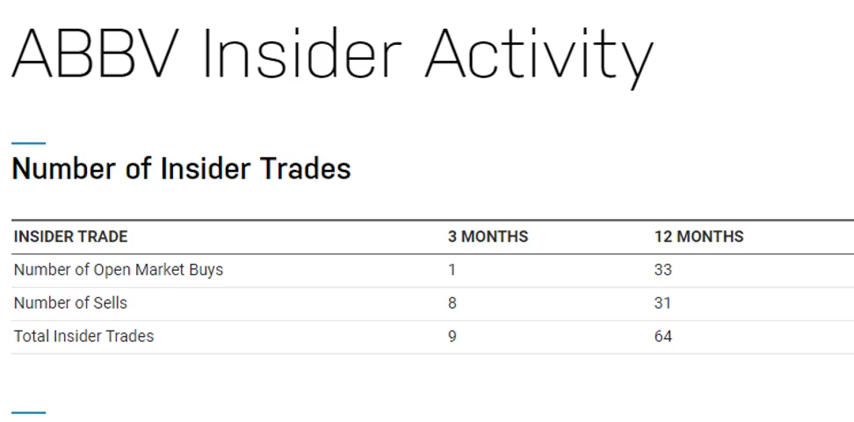 ABBV Insider Activity
Number of Insider Trades
INSIDER TRADE 3 MONTHS 12 MONTHS
Number of Open Market Buys 1 33
Number of Sells 8 31
Total Insider Trades 9 64